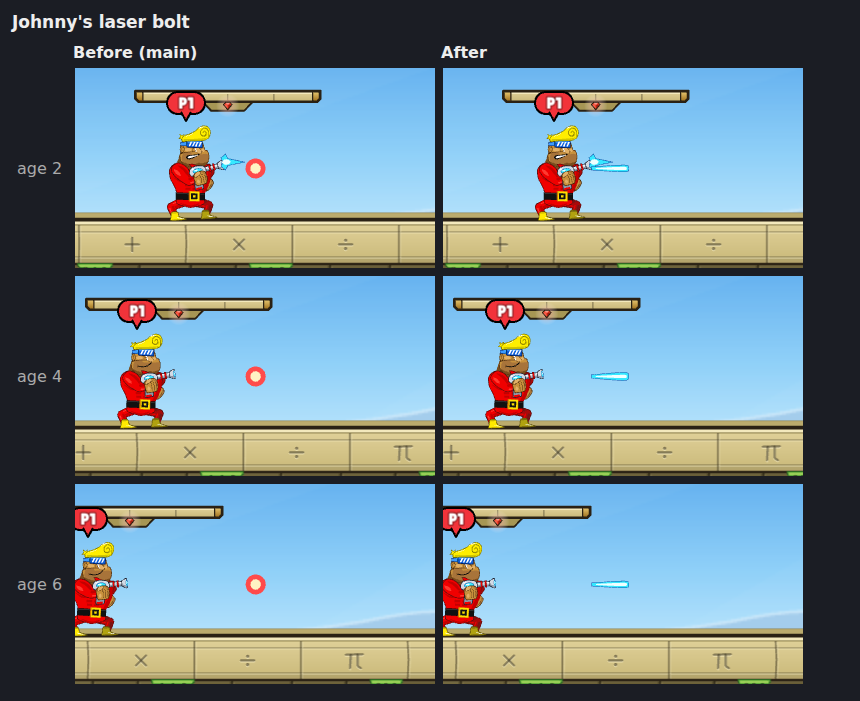 Johnny's laser bolt
Before (main) After
age 2
P1 P1
+ × ÷ + × ÷
age 4
P1 P1
+ × ÷ π + × ÷ π
age 6
P1 P1
× ÷ π × ÷ π